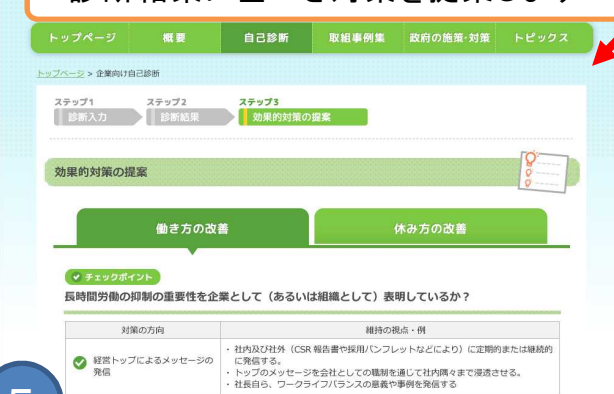 トップページ 概要 自己診断 取組事例集 政府の施策・対策 トピックス
トップページ > 企業向け自己診断
ステップ1 ステップ2 ステップ3
診断入力 診断結果 効果的対策の提案
効果的対策の提案
働き方の改善 休み方の改善
チェックポイント
長時間労働の抑制の重要性を企業として（あるいは組織として）表明しているか？
対策の方向 維持の視点・例
経営トップによるメッセージの発信
・社内及び社外（CSR 報告書や採用パンフレットなどにより）に定期的または継続的
に発信する。
・トップのメッセージを会社としての職制を通じて社内隅々まで浸透させる。
・社長自ら、ワークライフバランスの意義や事例を発信する